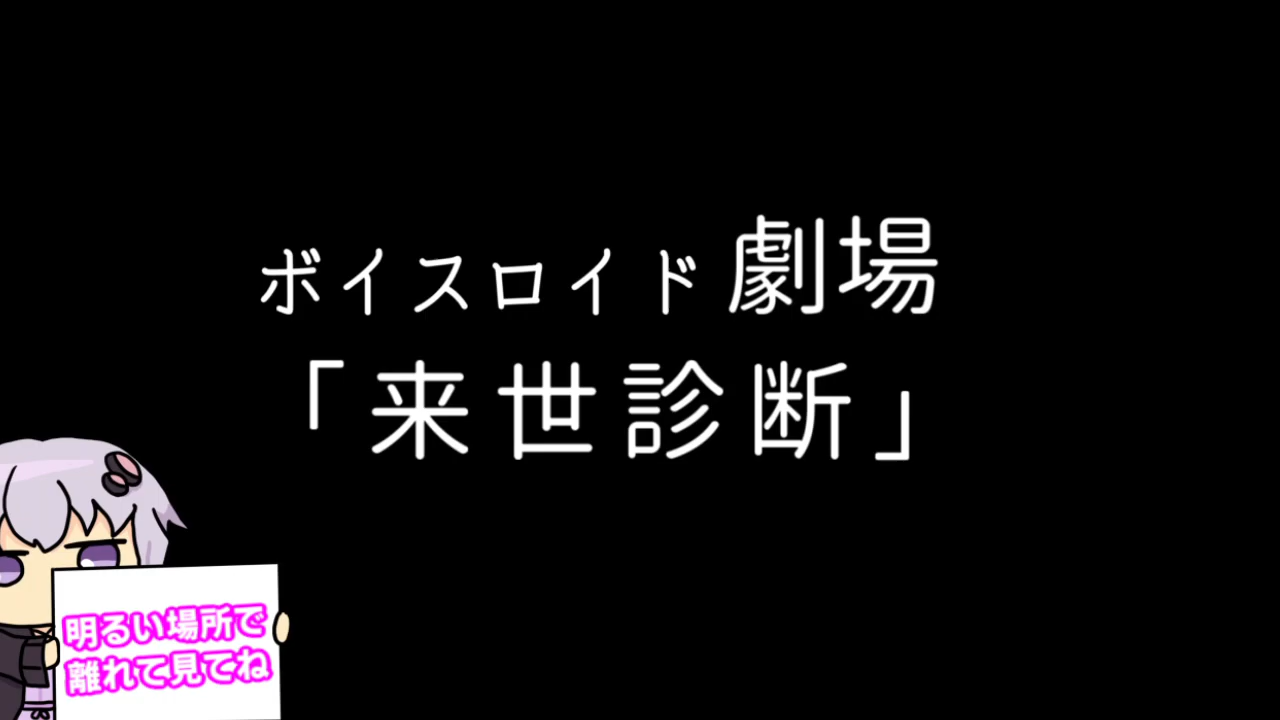 ボイスロイド劇場
「来世診断」
明るい場所で
離れて見てね